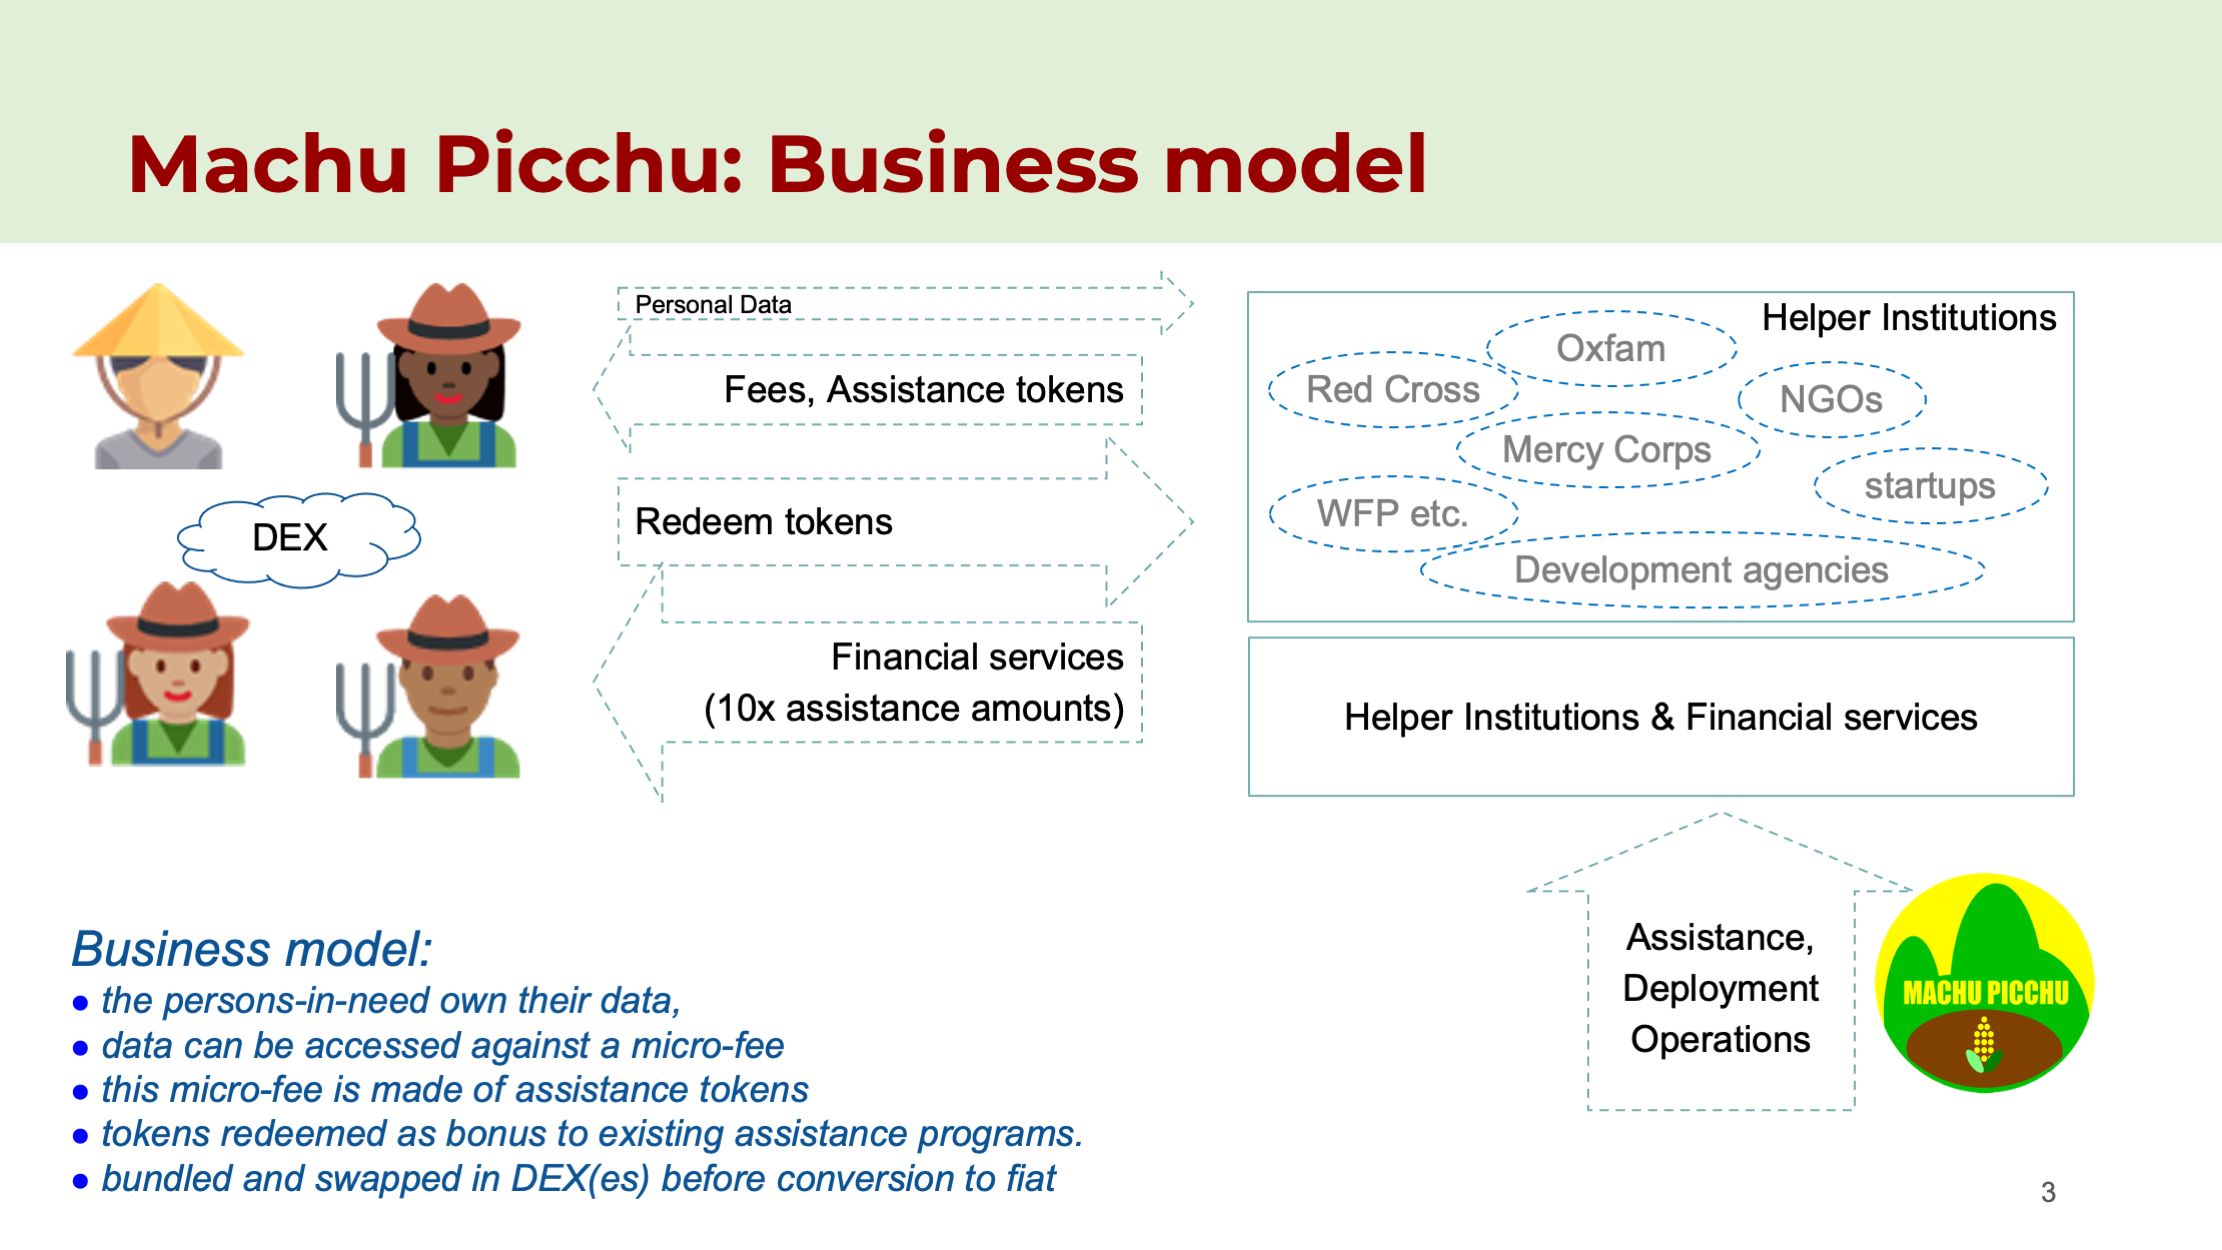 Machu Picchu: Business model
Personal Data
Fees, Assistance tokens
Redeem tokens
Financial services
(10x assistance amounts)
DEX
Helper Institutions
Oxfam
Red Cross
NGOs
Mercy Corps
startups
WFP etc.
Development agencies
Helper Institutions & Financial services
Assistance,
Deployment
Operations
MACHU PICCHU
Business model:
● the persons-in-need own their data,
● data can be accessed against a micro-fee
● this micro-fee is made of assistance tokens
● tokens redeemed as bonus to existing assistance programs.
● bundled and swapped in DEX(es) before conversion to fiat
3